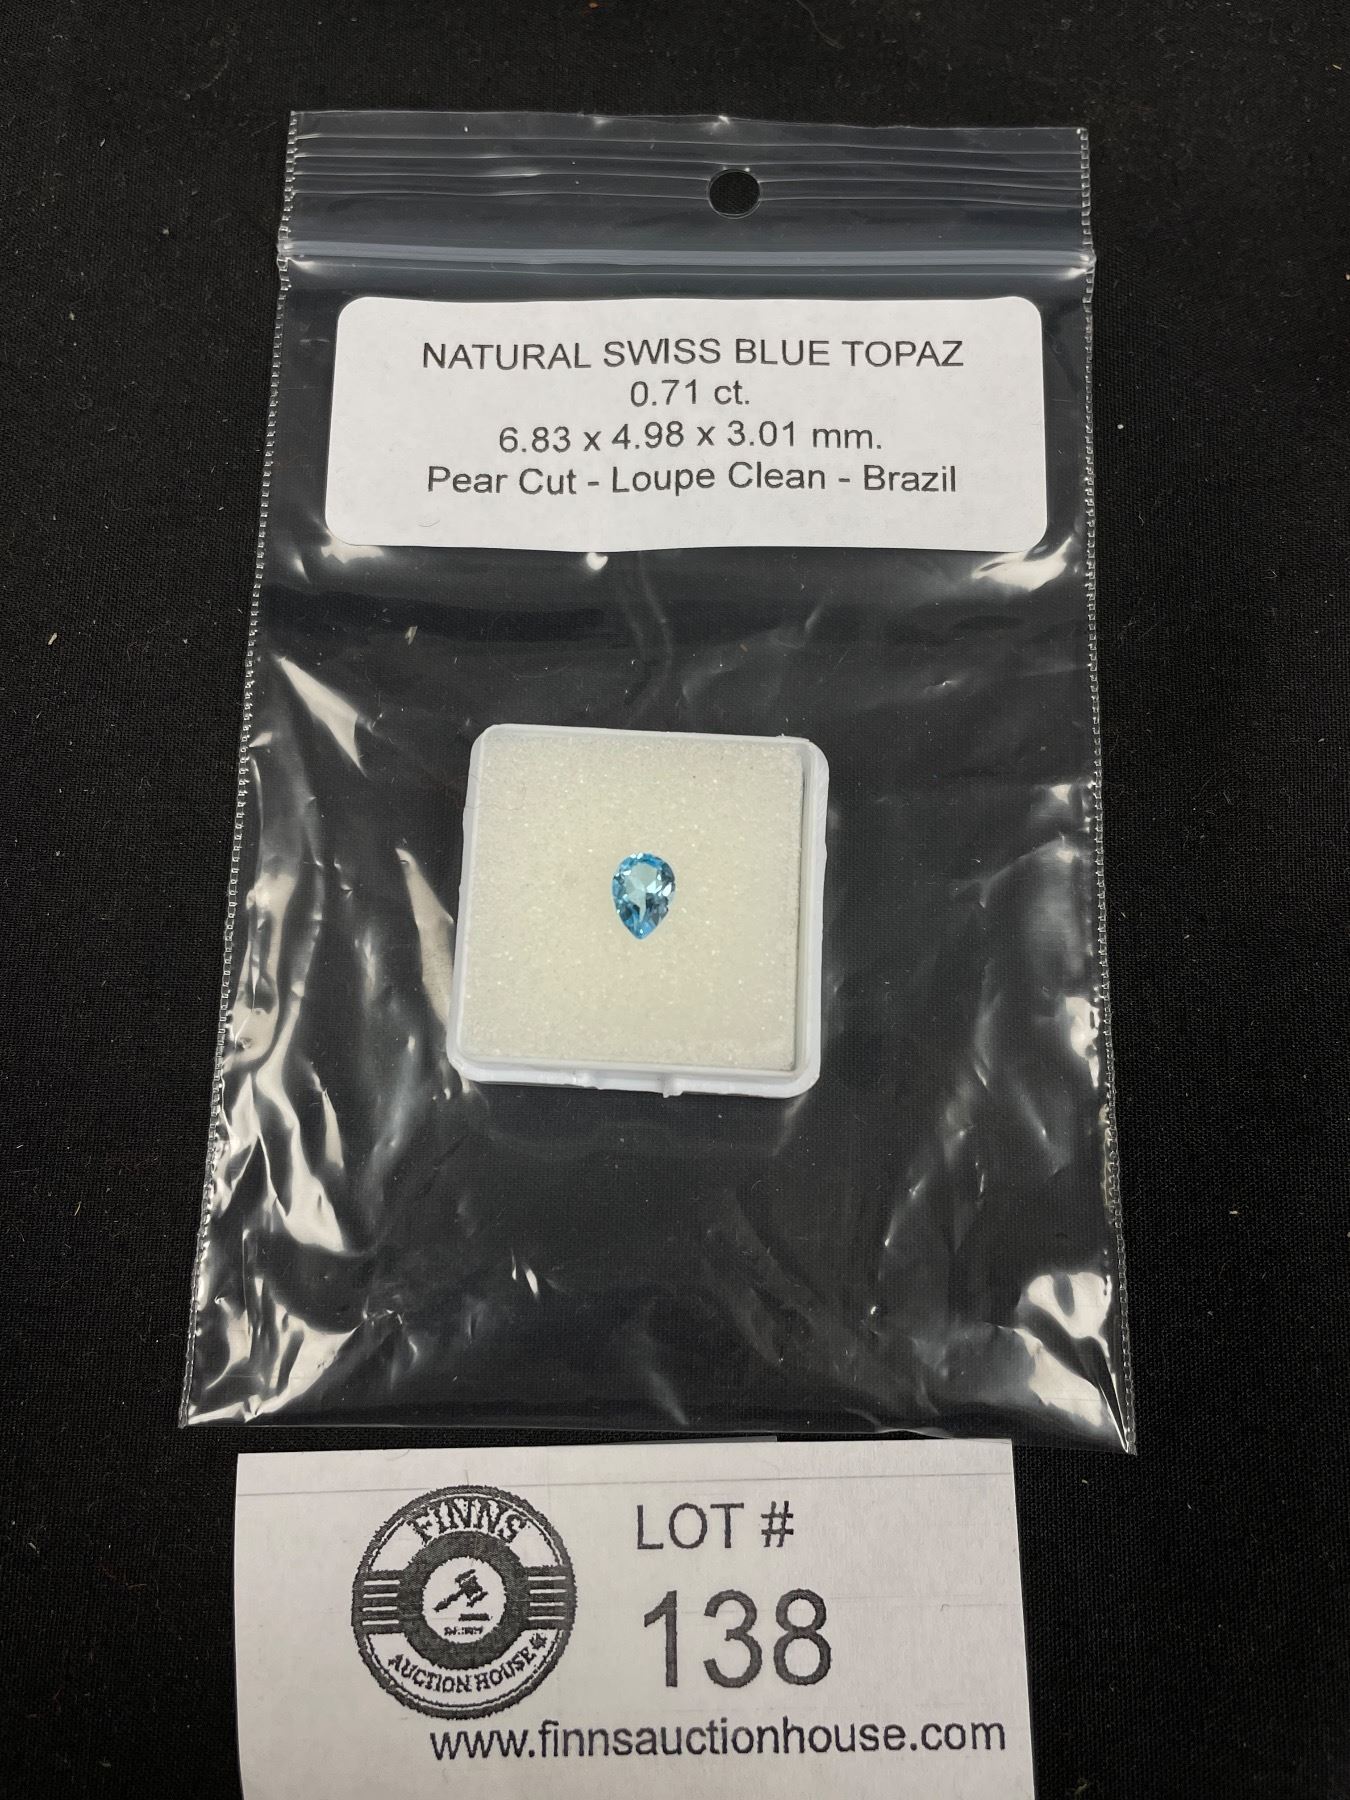 NATURAL SWISS BLUE TOPAZ
0.71 ct.
6.83 x 4.98 x 3.01 mm.
Pear Cut - Loupe Clean - Brazil
FINNS
AUCTION HOUSE
LOT #
138
www.finnsauctionhouse.com